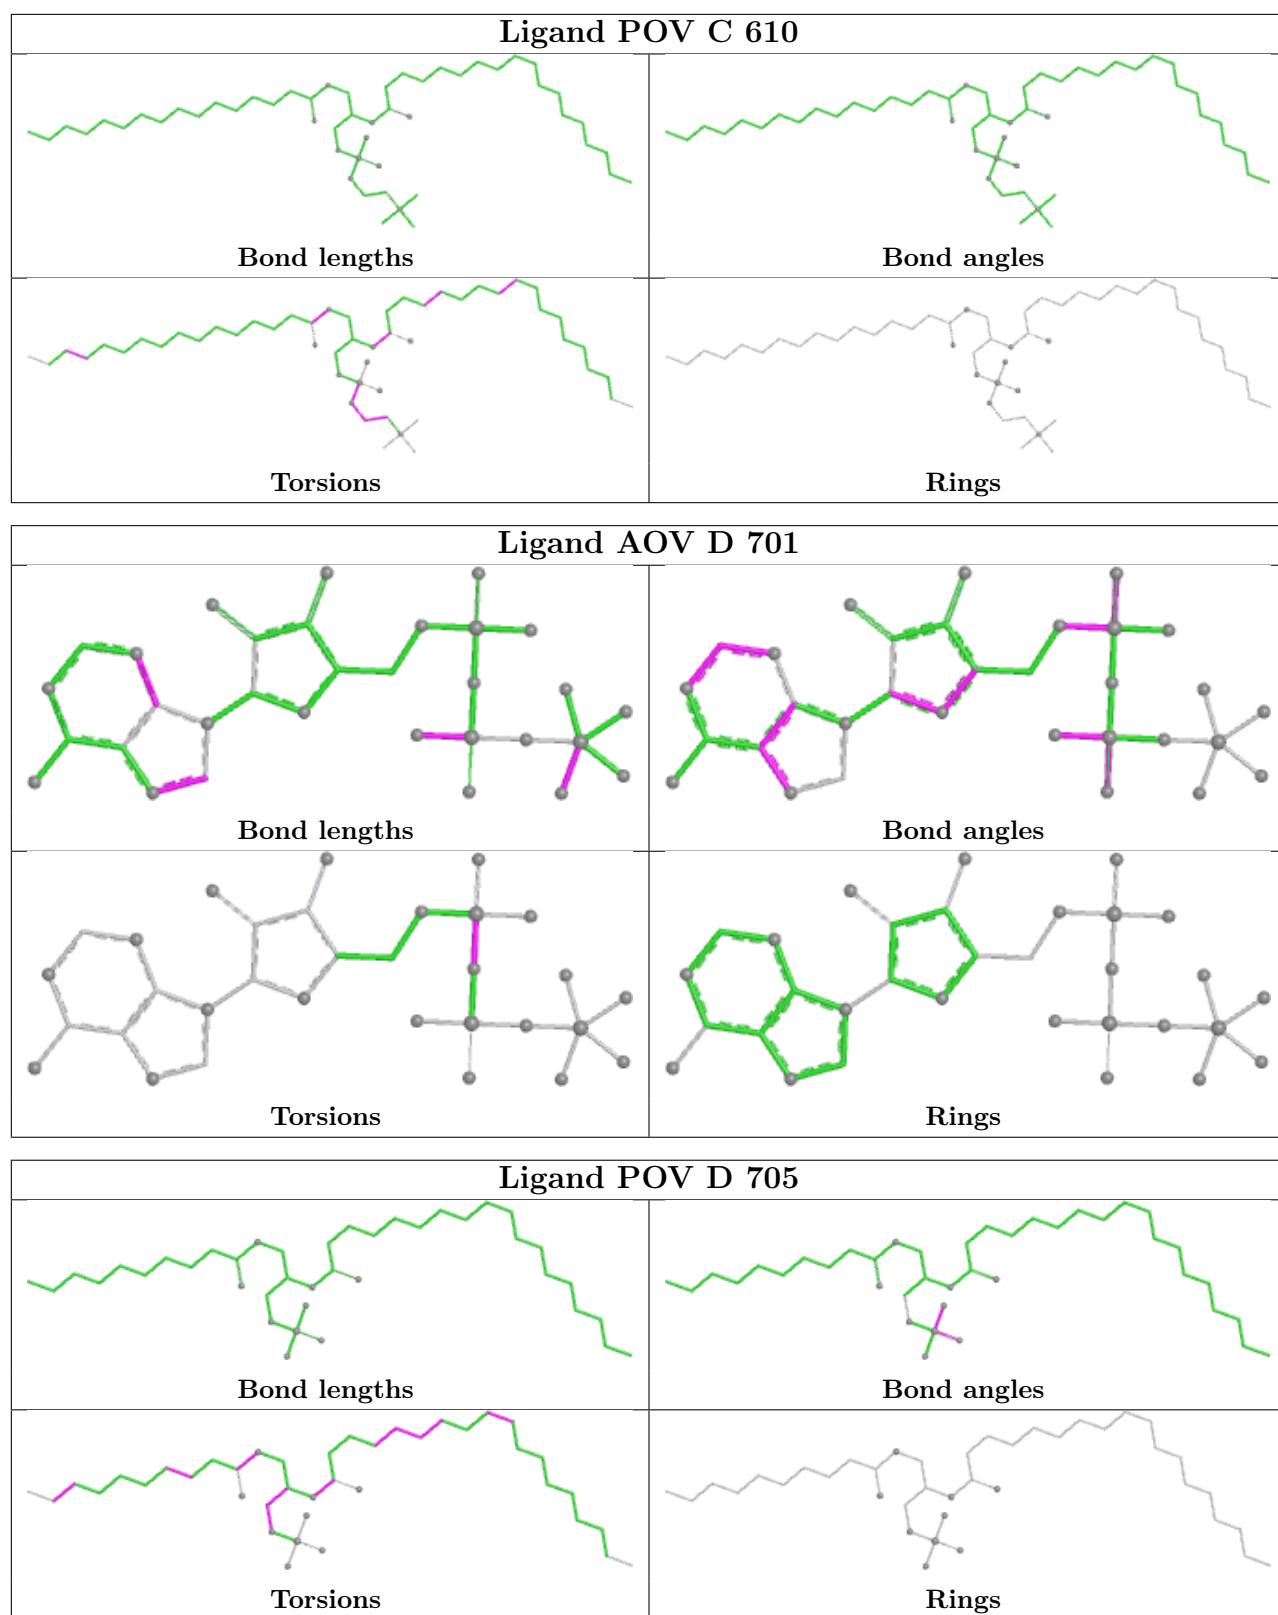 Ligand POV C 610
Bond lengths
Bond angles
Torsions
Rings
Ligand AOV D 701
Bond lengths
Bond angles
Torsions
Rings
Ligand POV D 705
Bond lengths
Bond angles
Torsions
Rings